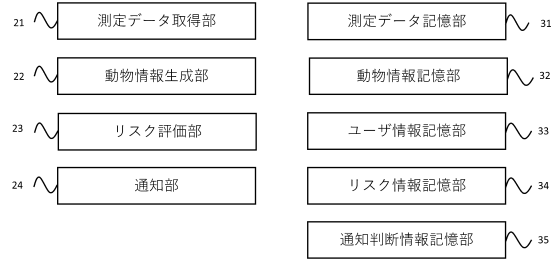 21 測定データ取得部
22 動物情報生成部
23 リスク評価部
24 通知部
測定データ記憶部 31
動物情報記憶部 32
ユーザ情報記憶部 33
リスク情報記憶部 34
通知判断情報記憶部 35